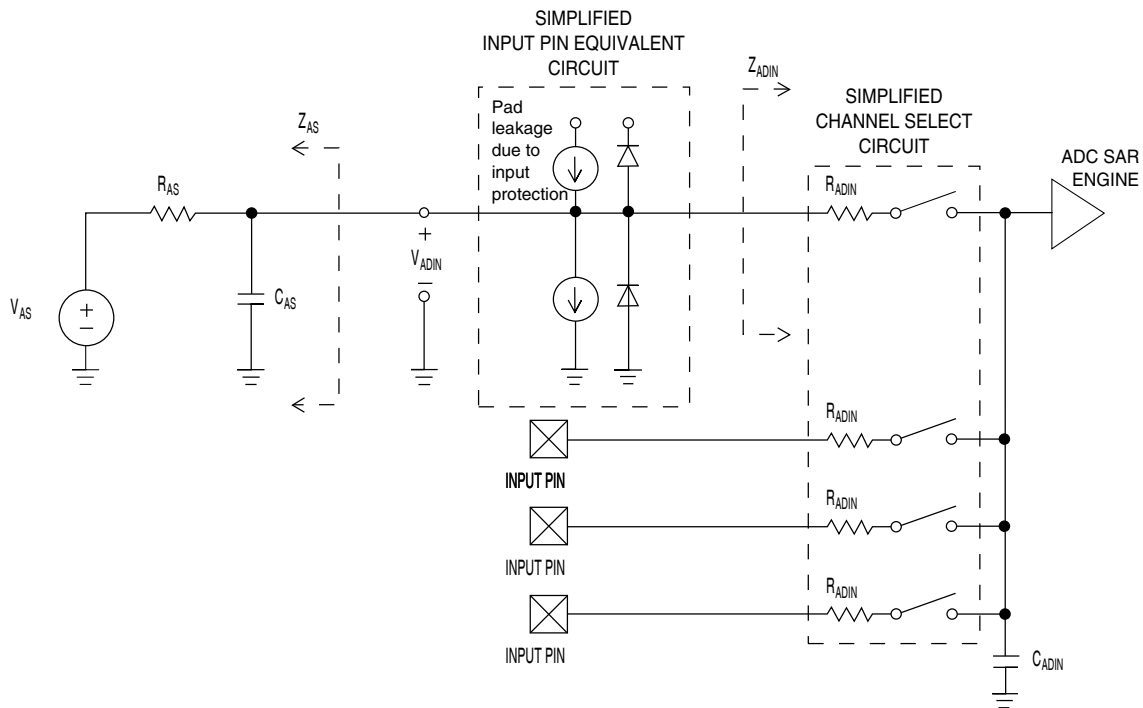 SIMPLIFIED
INPUT PIN EQUIVALENT
CIRCUIT
Pad
leakage
due to
input
protection
Z_ADIN
SIMPLIFIED
CHANNEL SELECT
CIRCUIT
ADC SAR
ENGINE
Z_AS
R_AS
R_ADIN
+
V_ADIN
–
C_AS
V_AS
+
–
R_ADIN
INPUT PIN
R_ADIN
INPUT PIN
R_ADIN
INPUT PIN
C_ADIN